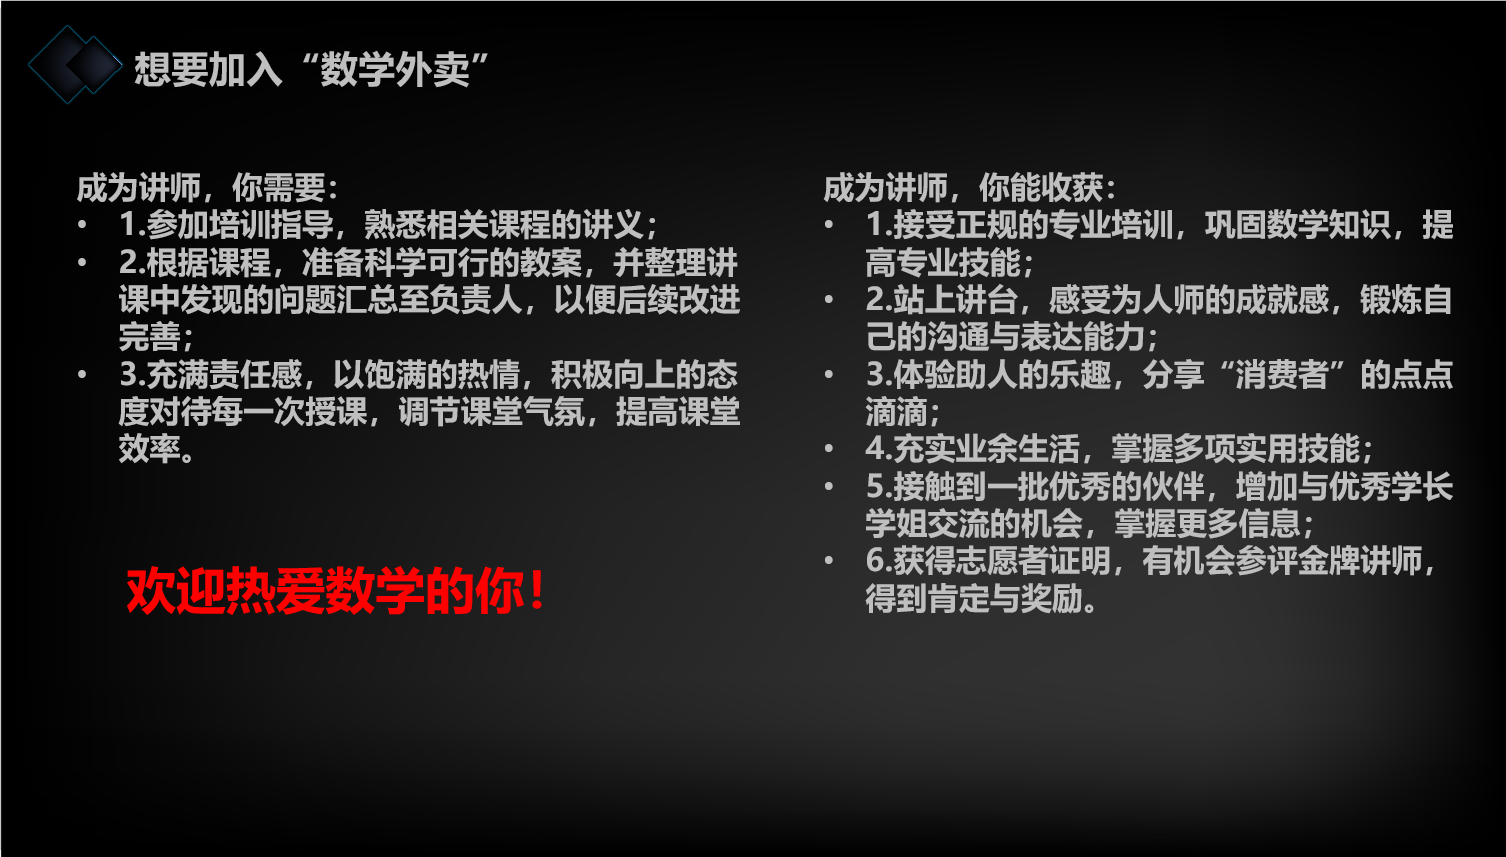 想要加入“数学外卖”
成为讲师，你需要：
• 1.参加培训指导，熟悉相关课程的讲义；
• 2.根据课程，准备科学可行的教案，并整理讲
课中发现的问题汇总至负责人，以便后续改进
完善；
• 3.充满责任感，以饱满的热情，积极向上的态
度对待每一次授课，调节课堂气氛，提高课堂
效率。
欢迎热爱数学的你！
成为讲师，你能收获：
• 1.接受正规的专业培训，巩固数学知识，提
高专业技能；
• 2.站上讲台，感受为人师的成就感，锻炼自
己的沟通与表达能力；
• 3.体验助人的乐趣，分享“消费者”的点点
滴滴；
• 4.充实业余生活，掌握多项实用技能；
• 5.接触到一批优秀的伙伴，增加与优秀学长
学姐交流的机会，掌握更多信息；
• 6.获得志愿者证明，有机会参评金牌讲师，
得到肯定与奖励。